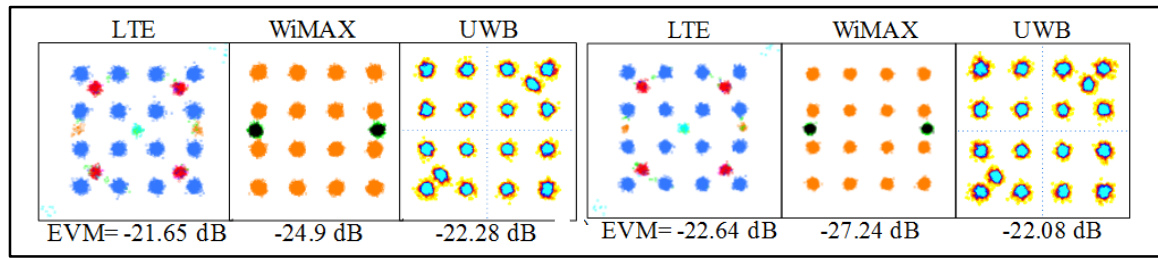 LTE WiMAX UWB LTE WiMAX UWB
EVM= -21.65 dB -24.9 dB -22.28 dB EVM= -22.64 dB -27.24 dB -22.08 dB